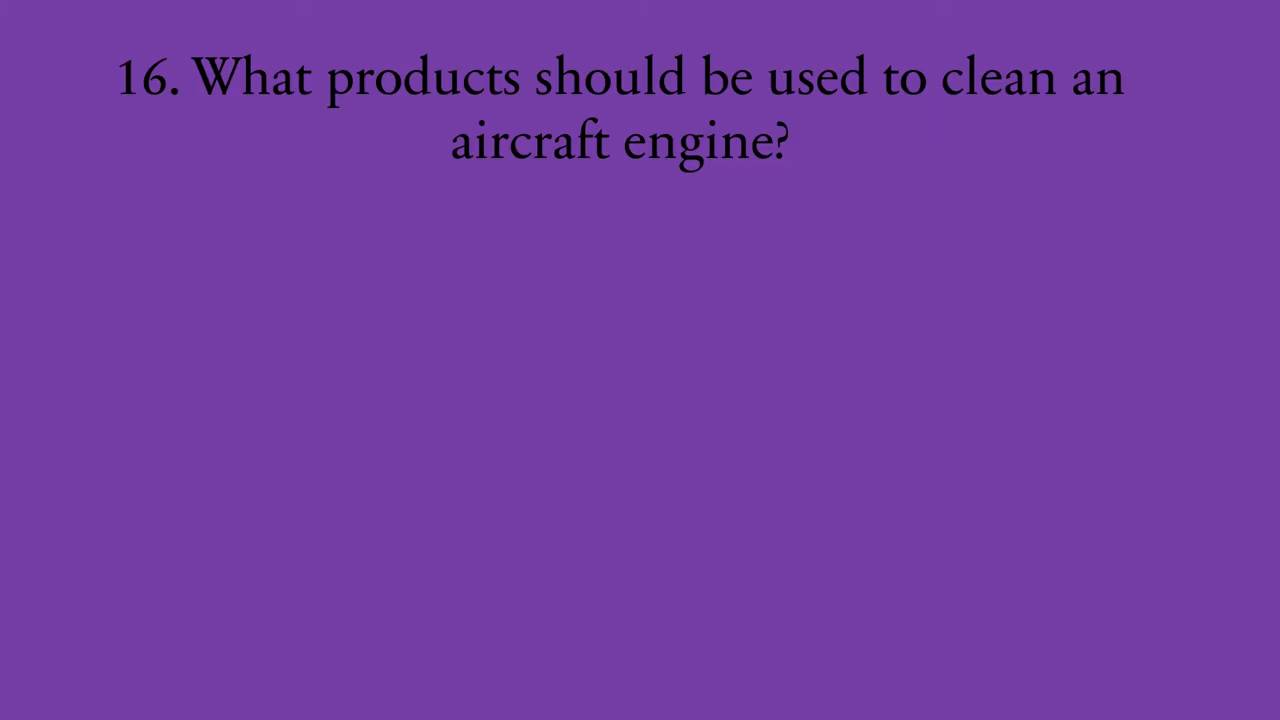 16. What products should be used to clean an
aircraft engine?